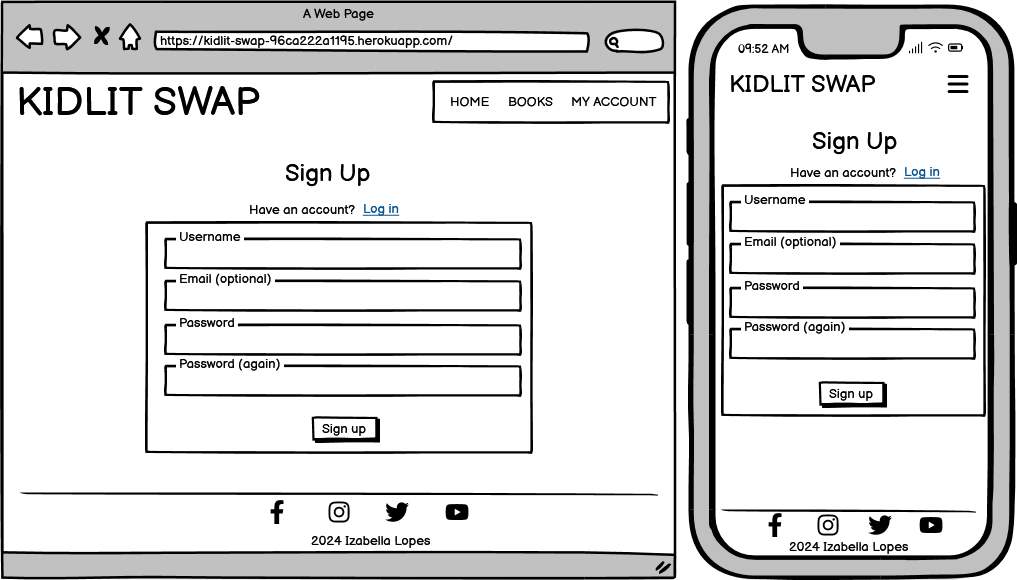 A Web Page
https://kidlit-swap-96ca222a1195.herokuapp.com/
KIDLIT SWAP
HOME BOOKS MY ACCOUNT
Sign Up
Have an account? Log in
Username
Email (optional)
Password
Password (again)
Sign up
2024 Izabella Lopes
09:52 AM
KIDLIT SWAP
Sign Up
Have an account? Log in
Username
Email (optional)
Password
Password (again)
Sign up
2024 Izabella Lopes